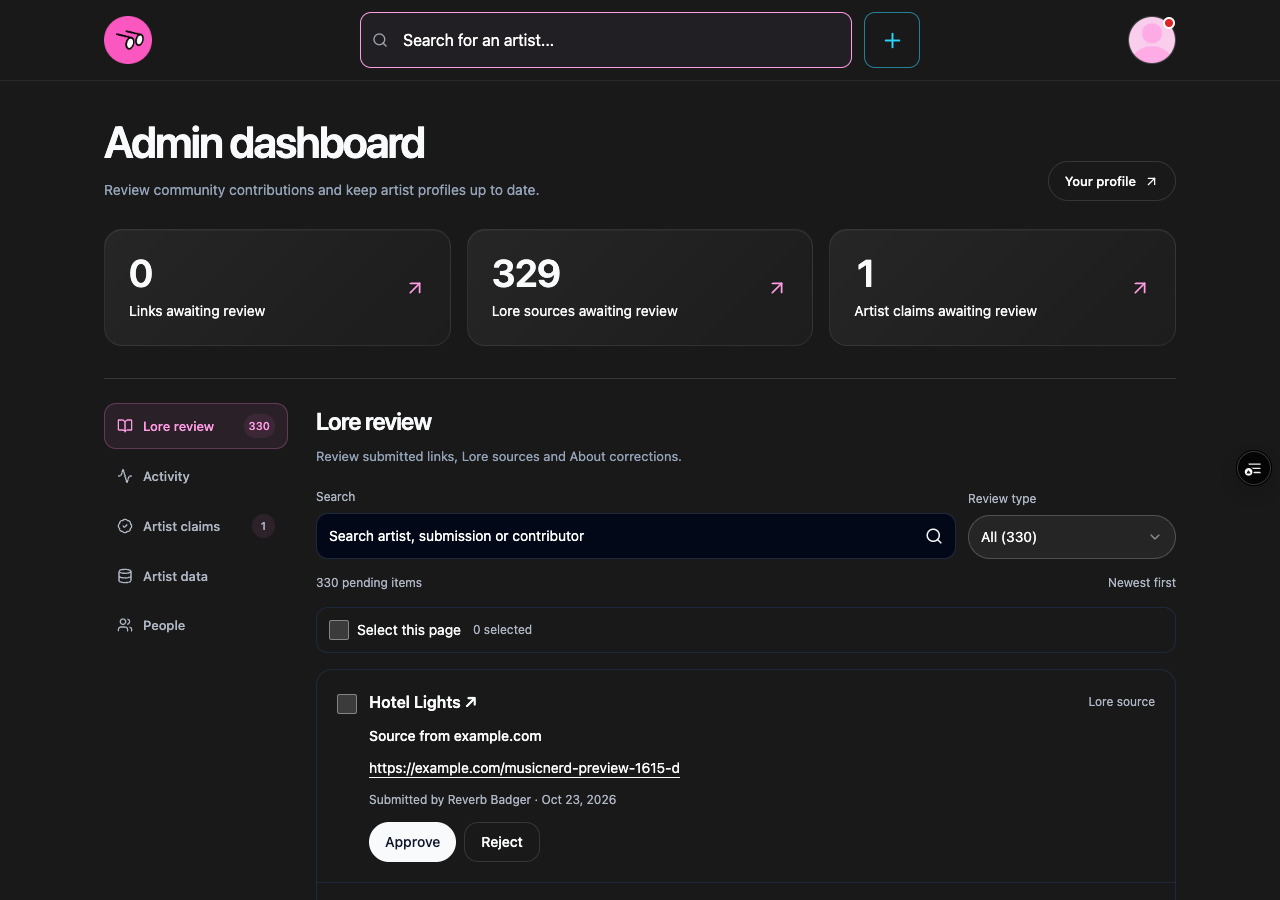 Search for an artist...
Admin dashboard
Review community contributions and keep artist profiles up to date.
Your profile
0
Links awaiting review
329
Lore sources awaiting review
1
Artist claims awaiting review
Lore review 330
Activity
Artist claims 1
Artist data
People
Lore review
Review submitted links, Lore sources and About corrections.
Search
Search artist, submission or contributor
Review type
All (330)
330 pending items
Newest first
Select this page 0 selected
Hotel Lights
Lore source
Source from example.com
https://example.com/musicnerd-preview-1615-d
Submitted by Reverb Badger · Oct 23, 2026
Approve
Reject